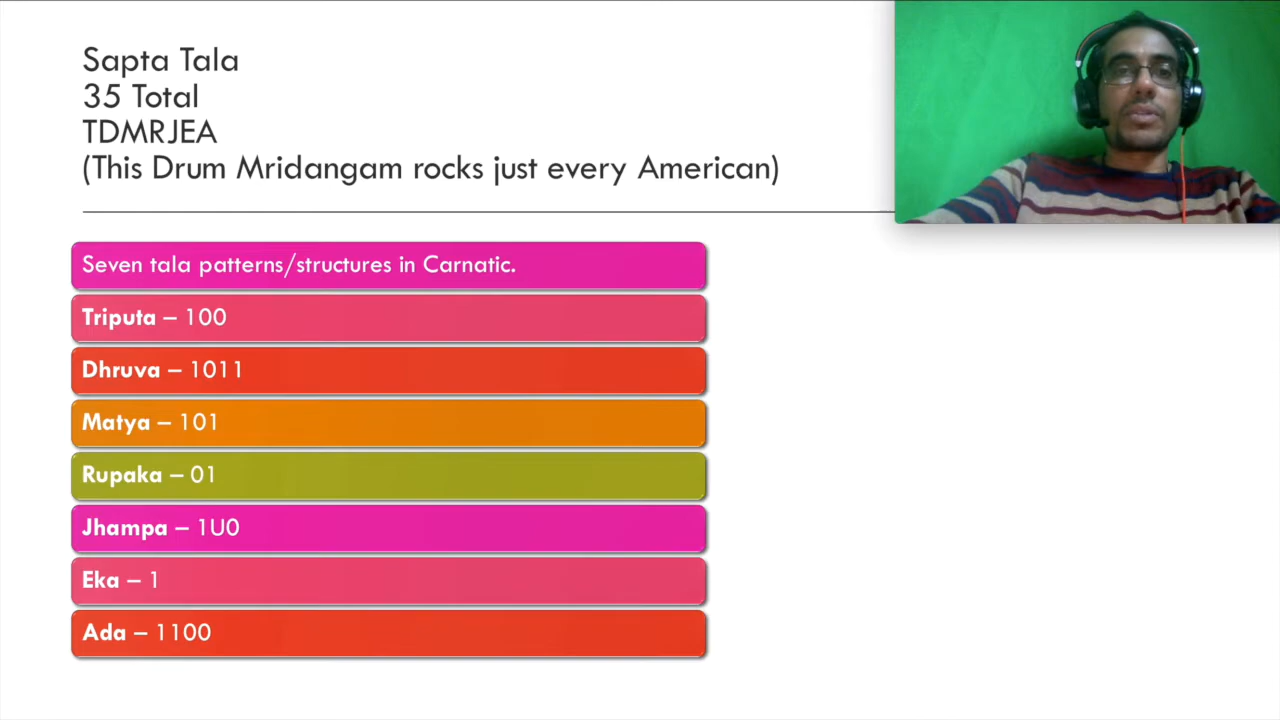 Sapta Tala
35 Total
TDMRJEA
(This Drum Mridangam rocks just every American)
Seven tala patterns/structures in Carnatic.
Triputa – 100
Dhruva – 1011
Matya – 101
Rupaka – 01
Jhampa – 1U0
Eka – 1
Ada – 1100